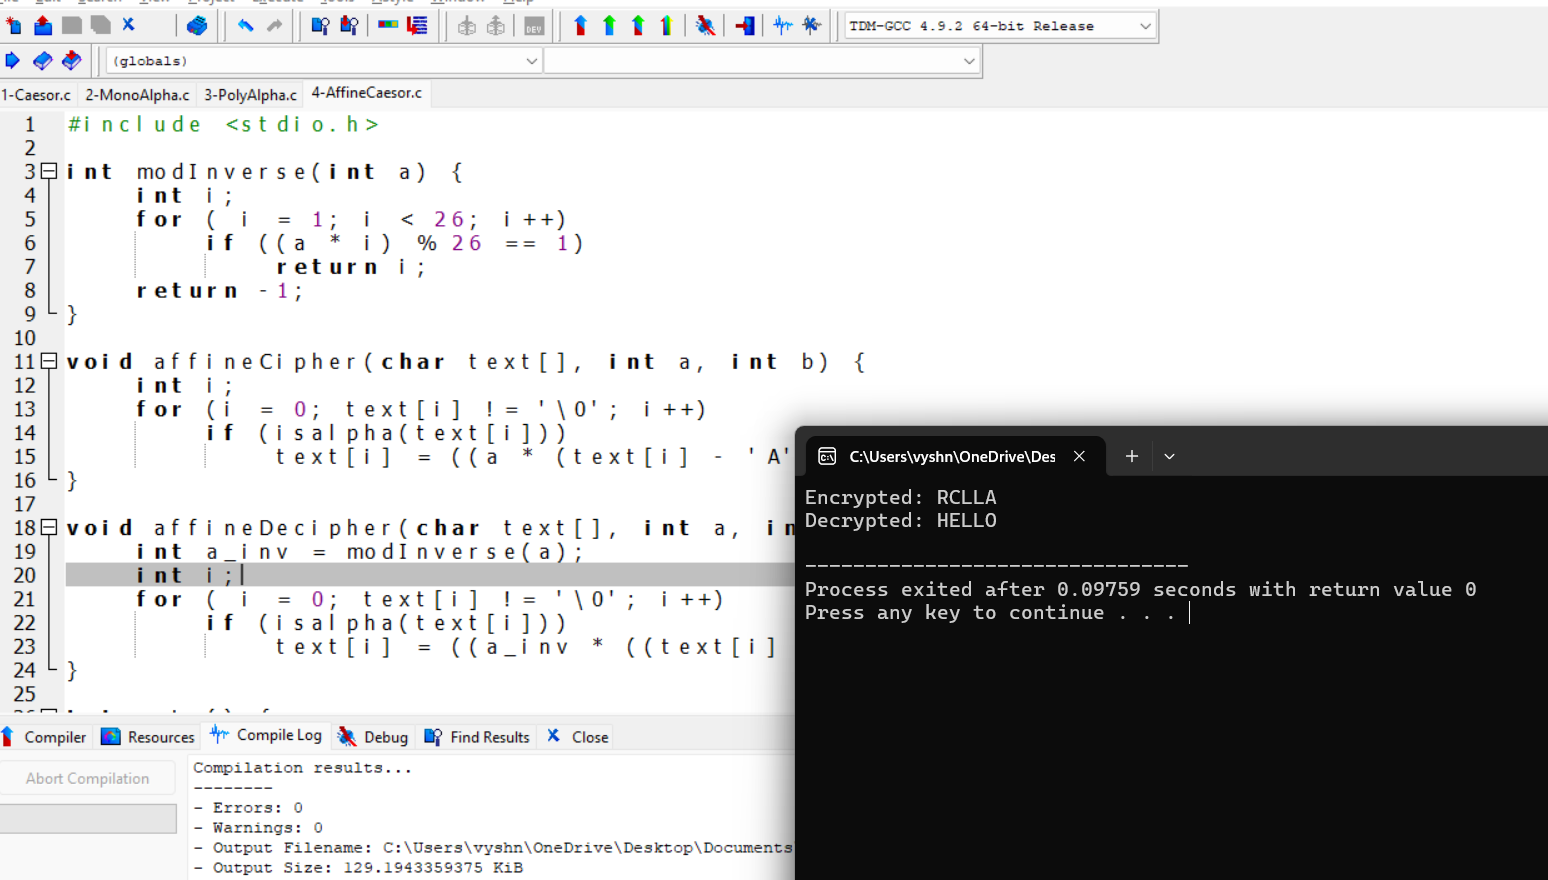 TDM-GCC 4.9.2 64-bit Release
(globals)
1-Caesor.c 2-MonoAlpha.c 3-PolyAlpha.c 4-AffineCaesor.c
1 #include <stdio.h>
2
3 int modInverse(int a) {
4 int i;
5 for ( i = 1; i < 26; i++)
6 if ((a * i) % 26 == 1)
7 return i;
8 return -1;
9 }
10
11 void affineCipher(char text[], int a, int b) {
12 int i;
13 for (i = 0; text[i] != '\0'; i++)
14 if (isalpha(text[i]))
15 text[i] = ((a * (text[i] - 'A'
16 }
17
18 void affineDecipher(char text[], int a, in
19 int a_inv = modInverse(a);
20 int i;
21 for ( i = 0; text[i] != '\0'; i++)
22 if (isalpha(text[i]))
23 text[i] = ((a_inv * ((text[i]
24 }
25
C:\Users\vyshn\OneDrive\Des
Encrypted: RCLLA
Decrypted: HELLO
--------------------------------
Process exited after 0.09759 seconds with return value 0
Press any key to continue . . .
Compiler Resources Compile Log Debug Find Results Close
Abort Compilation
Compilation results...
--------
- Errors: 0
- Warnings: 0
- Output Filename: C:\Users\vyshn\OneDrive\Desktop\Documents
- Output Size: 129.1943359375 KiB